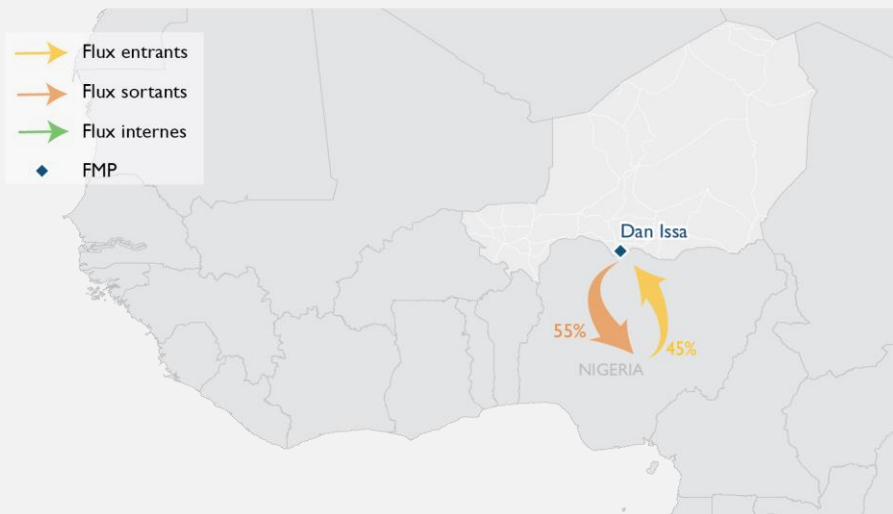 Flux entrants
Flux sortants
Flux internes
FMP
Dan Issa
55%
45%
NIGERIA